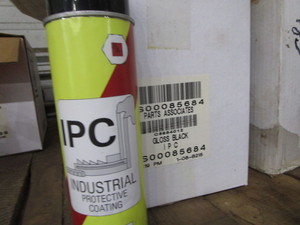 IPC
INDUSTRIAL
PROTECTIVE
COATING
S00085684
PARTS ASSOCIATES
GLOSS BLACK
I P C
S00085684